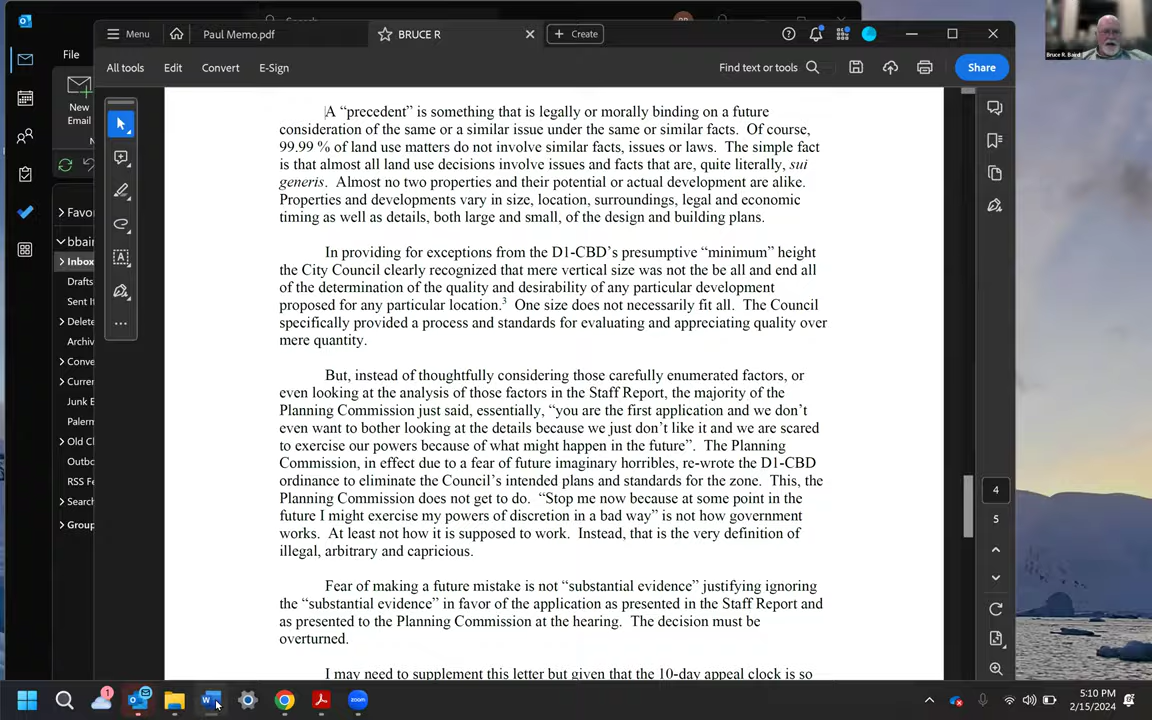 Search
Menu
Paul Memo.pdf
BRUCE R
Create
File
All tools
Edit
Convert
E-Sign
Find text or tools
Share
New
Email
Bruce R. Baird
A “precedent” is something that is legally or morally binding on a future
consideration of the same or a similar issue under the same or similar facts. Of course,
99.99 % of land use matters do not involve similar facts, issues or laws. The simple fact
is that almost all land use decisions involve issues and facts that are, quite literally, sui
generis. Almost no two properties and their potential or actual development are alike.
Properties and developments vary in size, location, surroundings, legal and economic
timing as well as details, both large and small, of the design and building plans.
In providing for exceptions from the D1-CBD’s presumptive “minimum” height
the City Council clearly recognized that mere vertical size was not the be all and end all
of the determination of the quality and desirability of any particular development
proposed for any particular location.3 One size does not necessarily fit all. The Council
specifically provided a process and standards for evaluating and appreciating quality over
mere quantity.
But, instead of thoughtfully considering those carefully enumerated factors, or
even looking at the analysis of those factors in the Staff Report, the majority of the
Planning Commission just said, essentially, “you are the first application and we don’t
even want to bother looking at the details because we just don’t like it and we are scared
to exercise our powers because of what might happen in the future”. The Planning
Commission, in effect due to a fear of future imaginary horribles, re-wrote the D1-CBD
ordinance to eliminate the Council’s intended plans and standards for the zone. This, the
Planning Commission does not get to do. “Stop me now because at some point in the
future I might exercise my powers of discretion in a bad way” is not how government
works. At least not how it is supposed to work. Instead, that is the very definition of
illegal, arbitrary and capricious.
Fear of making a future mistake is not “substantial evidence” justifying ignoring
the “substantial evidence” in favor of the application as presented in the Staff Report and
as presented to the Planning Commission at the hearing. The decision must be
overturned.
I may need to supplement this letter but given that the 10-day appeal clock is so
Favor
bbain
Inbox
Drafts
Sent It
Delete
Archiv
Conve
Currer
Junk E
Palerm
Old Cl
Outbo
RSS Fe
Search
Group
4
5
1
zoom
5:10 PM
2/15/2024